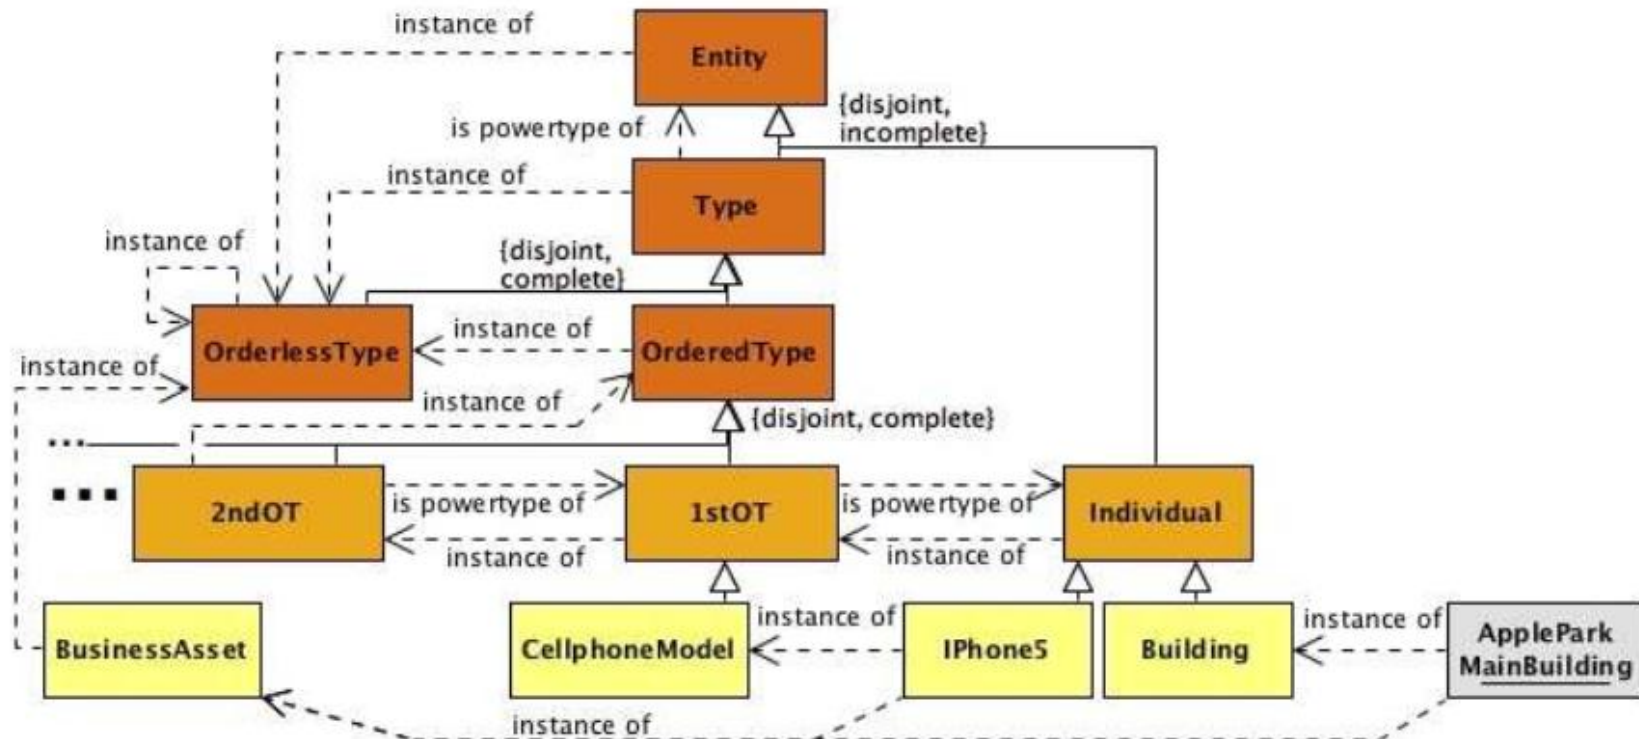 instance of
Entity
{disjoint,
incomplete}
is powertype of
instance of
Type
instance of
{disjoint,
complete}
OrderlessType
instance of
OrderedType
instance of
instance of
{disjoint, complete}
...
...
2ndOT
is powertype of
instance of
1stOT
is powertype of
instance of
Individual
BusinessAsset
CellphoneModel
instance of
IPhone5
Building
instance of
ApplePark
MainBuilding
instance of